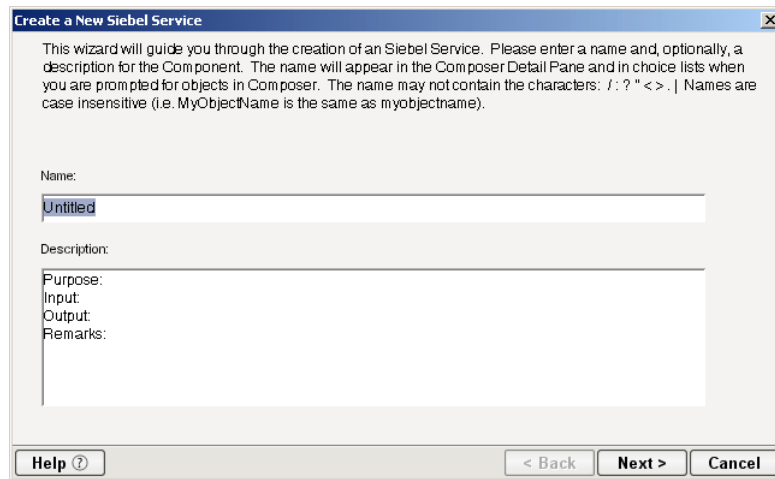 Create a New Siebel Service
This wizard will guide you through the creation of an Siebel Service. Please enter a name and, optionally, a
description for the Component. The name will appear in the Composer Detail Pane and in choice lists when
you are prompted for objects in Composer. The name may not contain the characters: / : ? " < > . | Names are
case insensitive (i.e. MyObjectName is the same as myobjectname).
Name:
Untitled
Description:
Purpose:
Input:
Output:
Remarks:
Help ?
< Back Next > Cancel